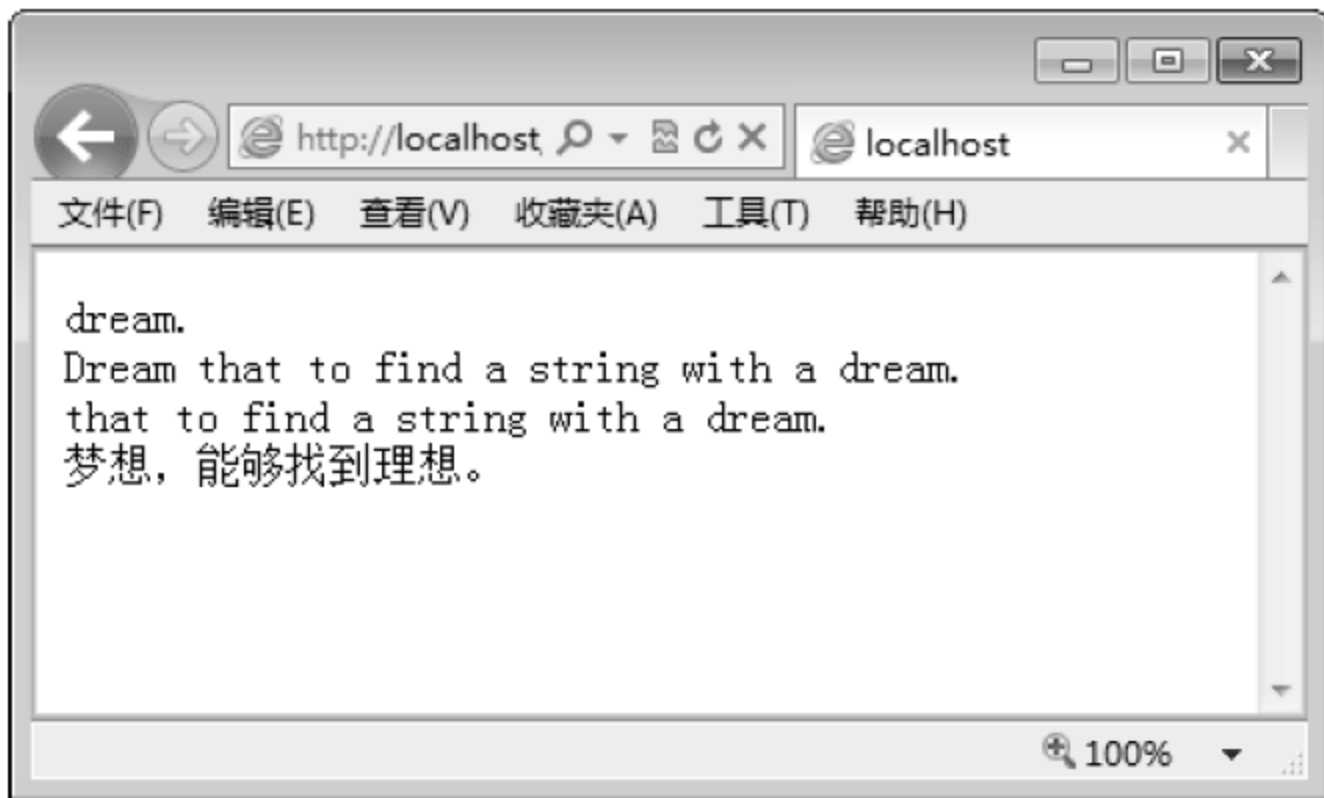 http://localhost
localhost
文件(F) 编辑(E) 查看(V) 收藏夹(A) 工具(T) 帮助(H)
dream.
Dream that to find a string with a dream.
that to find a string with a dream.
梦想，能够找到理想。
100%